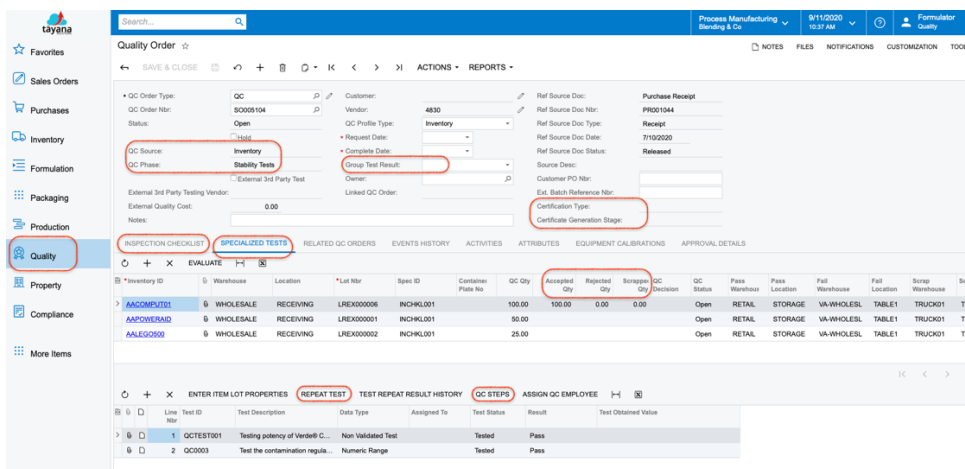 tayana
Search...
Process Manufacturing
Blending & Co
9/11/2020
10:37 AM
Formulator
Quality
Favorites
Sales Orders
Purchases
Inventory
Formulation
Packaging
Production
Quality
Property
Compliance
More Items
Quality Order
NOTES FILES NOTIFICATIONS CUSTOMIZATION TOO
SAVE & CLOSE ACTIONS REPORTS
QC Order Type: QC
QC Order Nbr: SO005104
Status: Open
Hold
QC Source: Inventory
QC Phase: Stability Tests
External 3rd Party Test
External 3rd Party Testing Vendor:
External Quality Cost: 0.00
Notes:
Customer:
Vendor: 4830
QC Profile Type: Inventory
Request Date:
Complete Date:
Group Test Result:
Owner:
Linked QC Order:
Ref Source Doc: Purchase Receipt
Ref Source Doc Nbr: PR001044
Ref Source Doc Type: Receipt
Ref Source Doc Date: 7/10/2020
Ref Source Doc Status: Released
Source Desc:
Customer PO Nbr:
Ext. Batch Reference Nbr:
Certification Type:
Certificate Generation Stage:
INSPECTION CHECKLIST SPECIALIZED TESTS RELATED QC ORDERS EVENTS HISTORY ACTIVITIES ATTRIBUTES EQUIPMENT CALIBRATIONS APPROVAL DETAILS
EVALUATE
Inventory ID Warehouse Location Lot Nbr Spec ID Container Plate No QC Qty Accepted Qty Rejected Qty Scrapped Qty QC Decision QC Status Pass Warehous Pass Location Fail Warehouse Fail Location Scrap Warehouse Sc
AACOMPUT01 WHOLESALE RECEIVING LREX000006 INCHKL001 100.00 100.00 0.00 0.00 Open RETAIL STORAGE VA-WHOLESL TABLE1 TRUCK01 T
AAPOWERAID WHOLESALE RECEIVING LREX000001 INCHKL001 50.00 Open RETAIL STORAGE VA-WHOLESL TABLE1 TRUCK01 T
AALEGO500 WHOLESALE RECEIVING LREX000002 INCHKL001 25.00 Open RETAIL STORAGE VA-WHOLESL TABLE1 TRUCK01 T
ENTER ITEM LOT PROPERTIES REPEAT TEST TEST REPEAT RESULT HISTORY QC STEPS ASSIGN QC EMPLOYEE
Line Nbr Test ID Test Description Data Type Assigned To Test Status Result Test Obtained Value
1 QCTEST001 Testing potency of Verde® C... Non Validated Test Tested Pass
2 QC0003 Test the contamination regula... Numeric Range Tested Pass